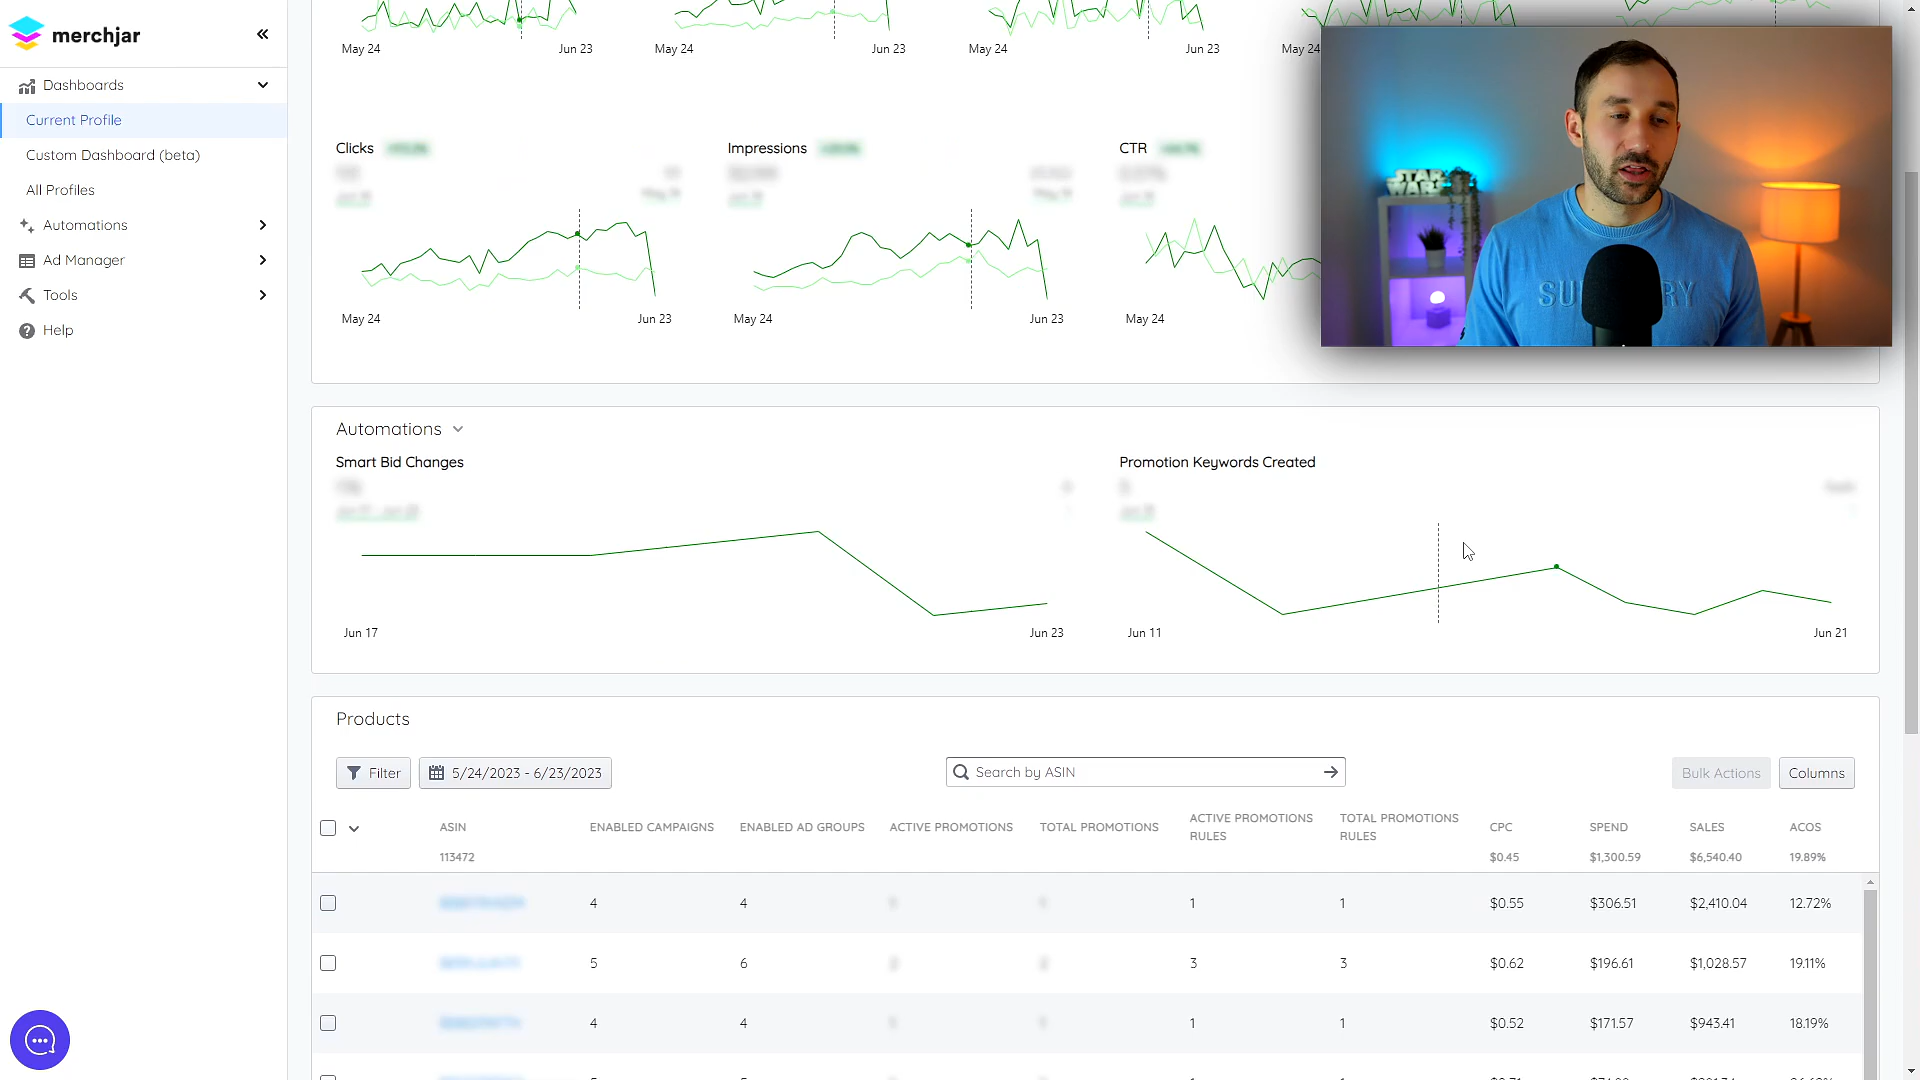 merchjar
Dashboards
Current Profile
Custom Dashboard (beta)
All Profiles
Automations
Ad Manager
Tools
Help
May 24 Jun 23 May 24 Jun 23 May 24 Jun 23 May 24
Clicks Impressions CTR
May 24 Jun 23 May 24 Jun 23 May 24
STAR
WARS
Automations
Smart Bid Changes Promotion Keywords Created
Jun 17 Jun 23 Jun 11 Jun 21
Products
Filter 5/24/2023 - 6/23/2023 Search by ASIN Bulk Actions Columns
ASIN ENABLED CAMPAIGNS ENABLED AD GROUPS ACTIVE PROMOTIONS TOTAL PROMOTIONS ACTIVE PROMOTIONS RULES TOTAL PROMOTIONS RULES CPC SPEND SALES ACOS
113472 $0.45 $1,300.59 $6,540.40 19.89%
4 4 1 1 $0.55 $306.51 $2,410.04 12.72%
5 6 3 3 $0.62 $196.61 $1,028.57 19.11%
4 4 1 1 $0.52 $171.57 $943.41 18.19%